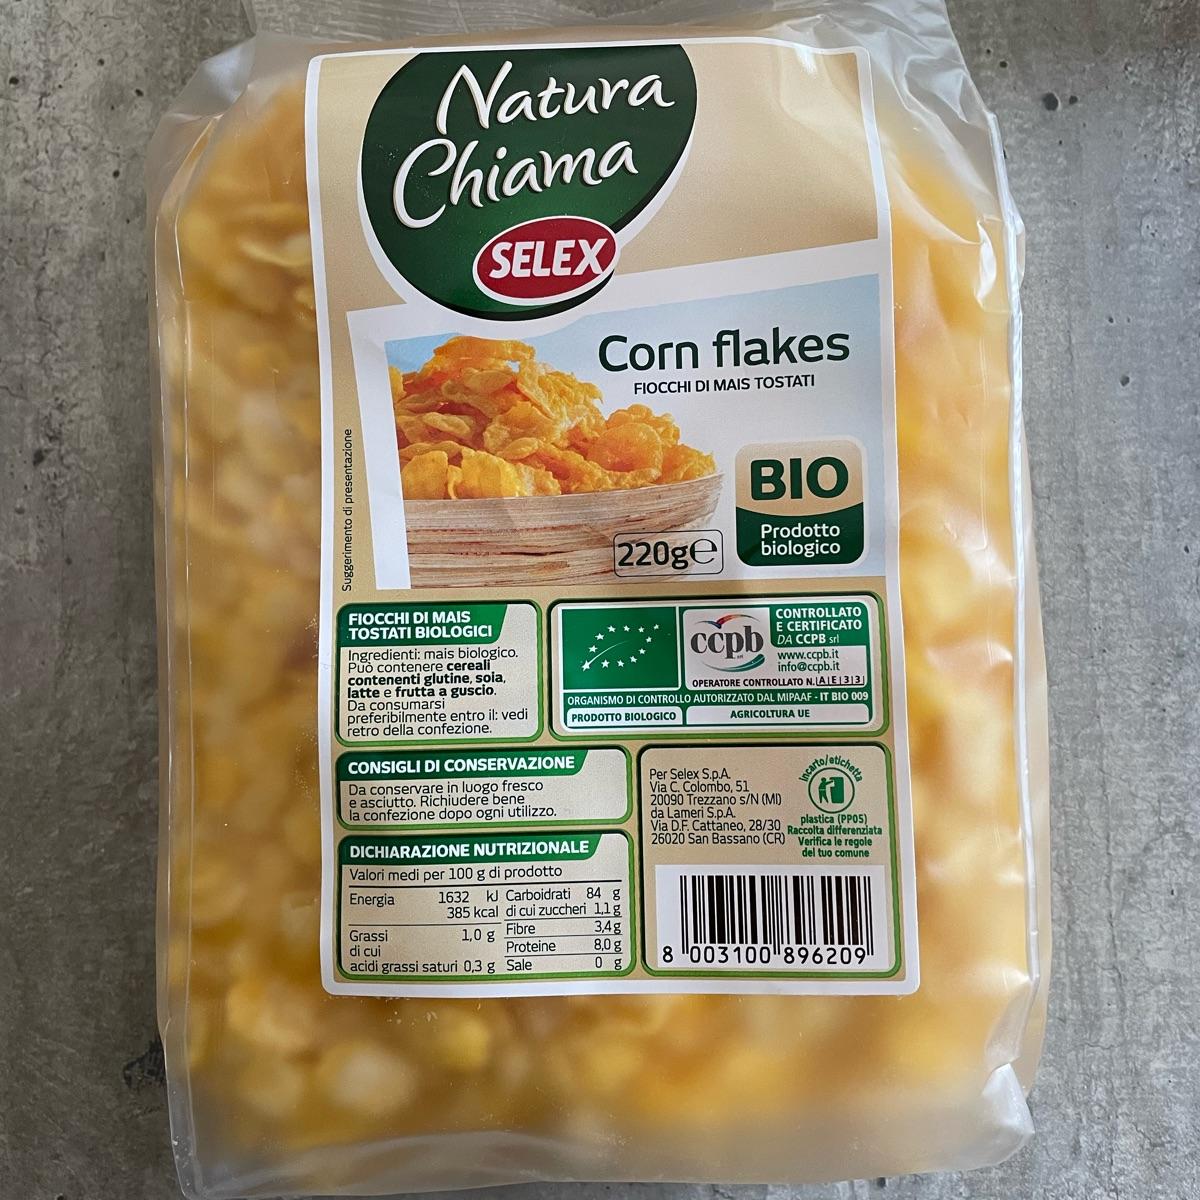 Natura
Chiama
SELEX
Corn flakes
FIOCCHI DI MAIS TOSTATI
Suggerimento di presentazione
BIO
Prodotto
biologico
220g℮
FIOCCHI DI MAIS
TOSTATI BIOLOGICI
Ingredienti: mais biologico.
Può contenere cereali
contenenti glutine, soia,
latte e frutta a guscio.
Da consumarsi
preferibilmente entro il: vedi
retro della confezione.
ccpb
srl
CONTROLLATO
E CERTIFICATO
DA CCPB srl
www.ccpb.it
info@ccpb.it
OPERATORE CONTROLLATO N. |A|E|3|3|
ORGANISMO DI CONTROLLO AUTORIZZATO DAL MIPAAF - IT BIO 009
PRODOTTO BIOLOGICO
AGRICOLTURA UE
CONSIGLI DI CONSERVAZIONE
Da conservare in luogo fresco
e asciutto. Richiudere bene
la confezione dopo ogni utilizzo.
Per Selex S.p.A.
Via C. Colombo, 51
20090 Trezzano s/N (MI)
da Lameri S.p.A.
Via D.F. Cattaneo, 28/30
26020 San Bassano (CR)
incarto/etichetta
plastica (PP05)
Raccolta differenziata
Verifica le regole
del tuo comune
DICHIARAZIONE NUTRIZIONALE
Valori medi per 100 g di prodotto
Energia 1632 kJ
385 kcal
Grassi 1,0 g
di cui
acidi grassi saturi 0,3 g
Carboidrati 84 g
di cui zuccheri 1,1 g
Fibre 3,4 g
Proteine 8,0 g
Sale 0 g
8 003100 896209